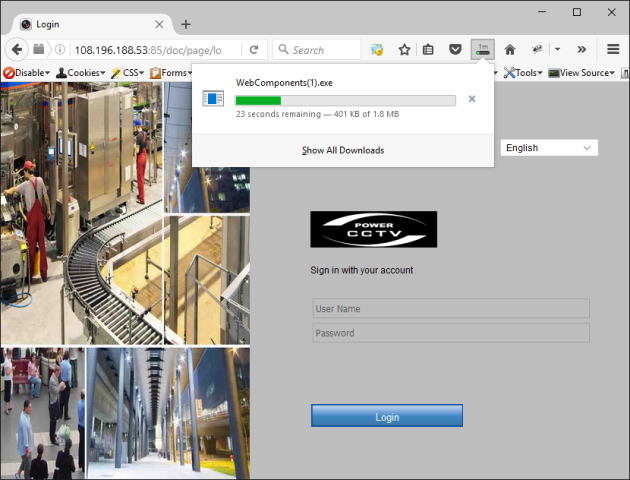 Login
108.196.188.53:85/doc/page/lo
Search
1m
Disable Cookies CSS Forms Tools View Source
WebComponents(1).exe
23 seconds remaining — 401 KB of 1.8 MB
Show All Downloads
English
POWER
CCTV
Sign in with your account
User Name
Password
Login